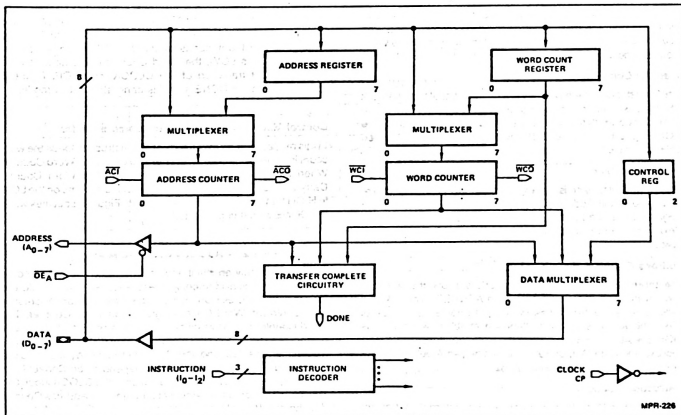 ADDRESS REGISTER
0 7
WORD COUNT
REGISTER
0 7
8
MULTIPLEXER
0 7
MULTIPLEXER
0 7
ACI
ADDRESS COUNTER
ACO
0 7
WCI
WORD COUNTER
WCO
0 7
CONTROL
REG
0 2
ADDRESS
(A0-7)
OEA
TRANSFER COMPLETE
CIRCUITRY
DATA MULTIPLEXER
0 7
DONE
DATA
(D0-7)
8
INSTRUCTION
(I0-I2)
3
INSTRUCTION
DECODER
CLOCK
CP
MPR-226